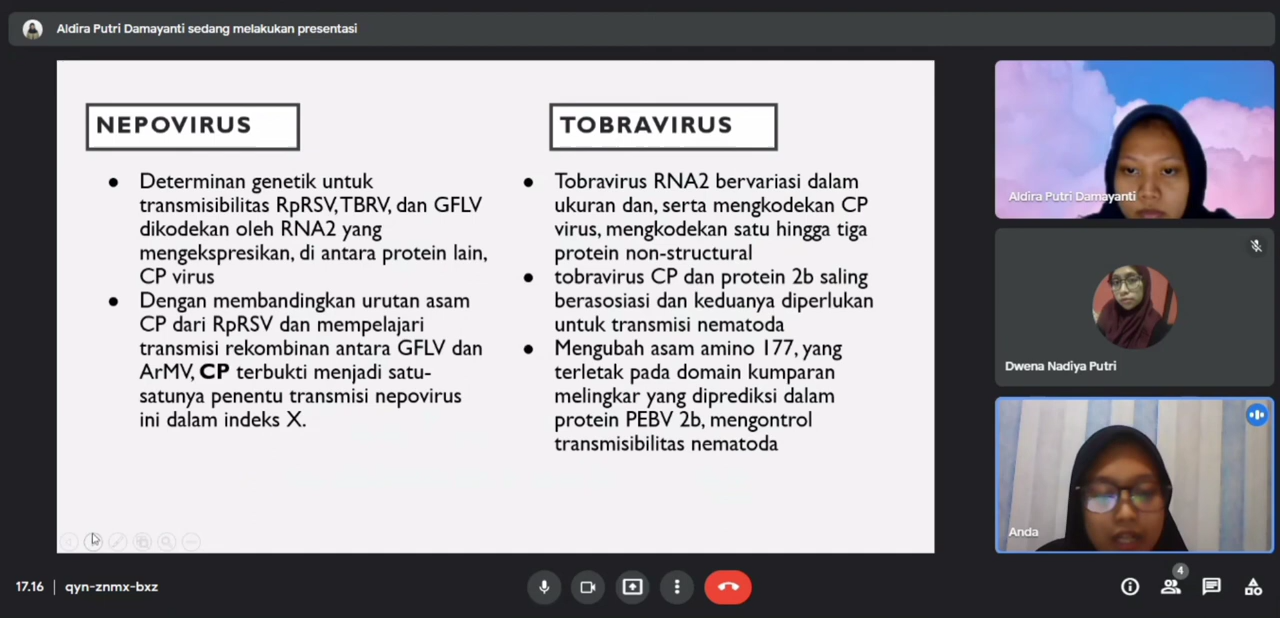 Aldira Putri Damayanti sedang melakukan presentasi
NEPOVIRUS
Determinan genetik untuk
transmisibilitas RpRSV, TBRV, dan GFLV
dikodekan oleh RNA2 yang
mengekspresikan, di antara protein lain,
CP virus
Dengan membandingkan urutan asam
CP dari RpRSV dan mempelajari
transmisi rekombinan antara GFLV dan
ArMV, CP terbukti menjadi satu-
satunya penentu transmisi nepovirus
ini dalam indeks X.
TOBRAVIRUS
Tobravirus RNA2 bervariasi dalam
ukuran dan, serta mengkodekan CP
virus, mengkodekan satu hingga tiga
protein non-structural
tobravirus CP dan protein 2b saling
berasosiasi dan keduanya diperlukan
untuk transmisi nematoda
Mengubah asam amino 177, yang
terletak pada domain kumparan
melingkar yang diprediksi dalam
protein PEBV 2b, mengontrol
transmisibilitas nematoda
Aldira Putri Damayanti
Dwena Nadiya Putri
Anda
17.16 | qyn-znmx-bxz
4